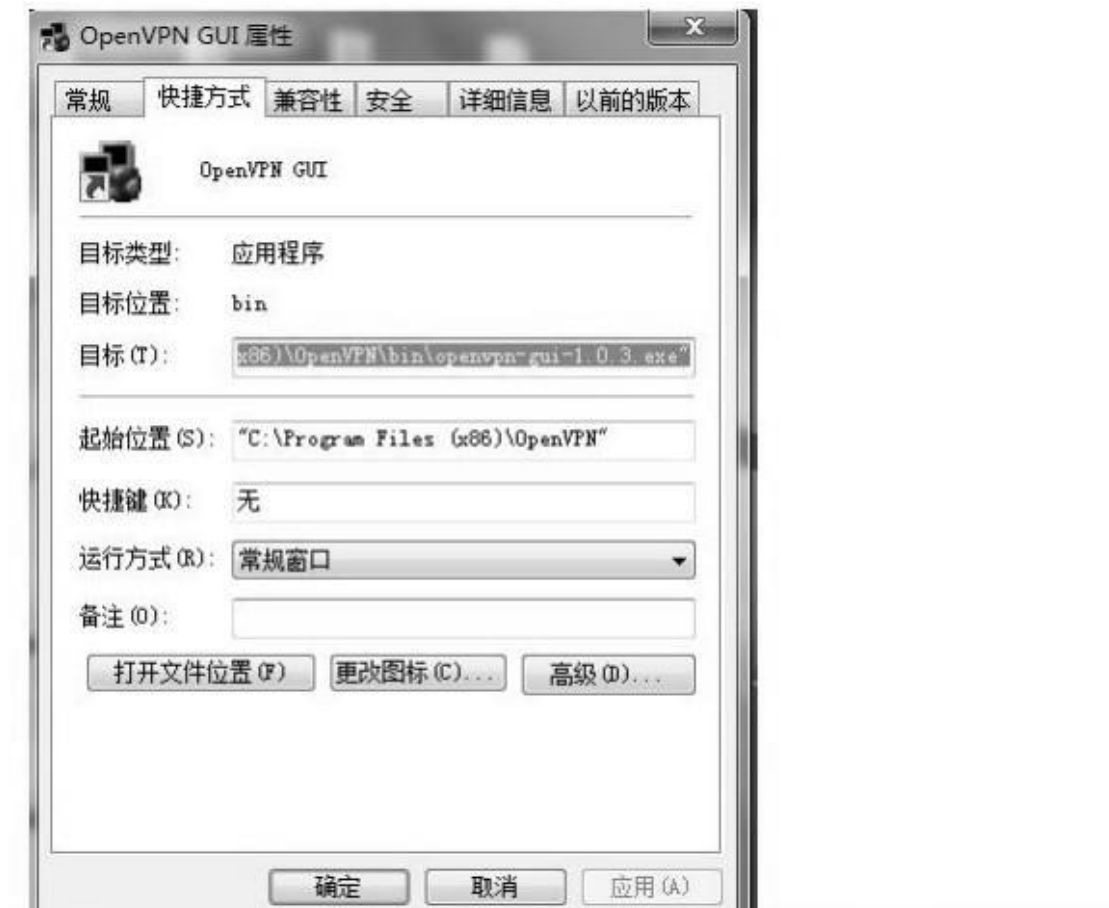 OpenVPN GUI 属性
x
常规 快捷方式 兼容性 安全 详细信息 以前的版本
OpenVPN GUI
目标类型: 应用程序
目标位置: bin
目标(T): x86)\OpenVPN\bin\openvpn-gui-1.0.3.exe"
起始位置(S): "C:\Program Files (x86)\OpenVPN"
快捷键(K): 无
运行方式(R): 常规窗口
备注(O):
打开文件位置(F) 更改图标(C)... 高级(D)...
确定 取消 应用(A)